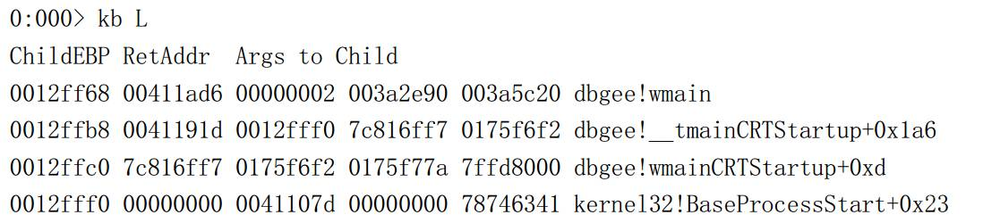 0:000> kb L
ChildEBP RetAddr  Args to Child
0012ff68 00411ad6 00000002 003a2e90 003a5c20 dbgee!wmain
0012ffb8 0041191d 0012fff0 7c816ff7 0175f6f2 dbgee!__tmainCRTStartup+0x1a6
0012ffc0 7c816ff7 0175f6f2 0175f77a 7ffd8000 dbgee!wmainCRTStartup+0xd
0012fff0 00000000 0041107d 00000000 78746341 kernel32!BaseProcessStart+0x23